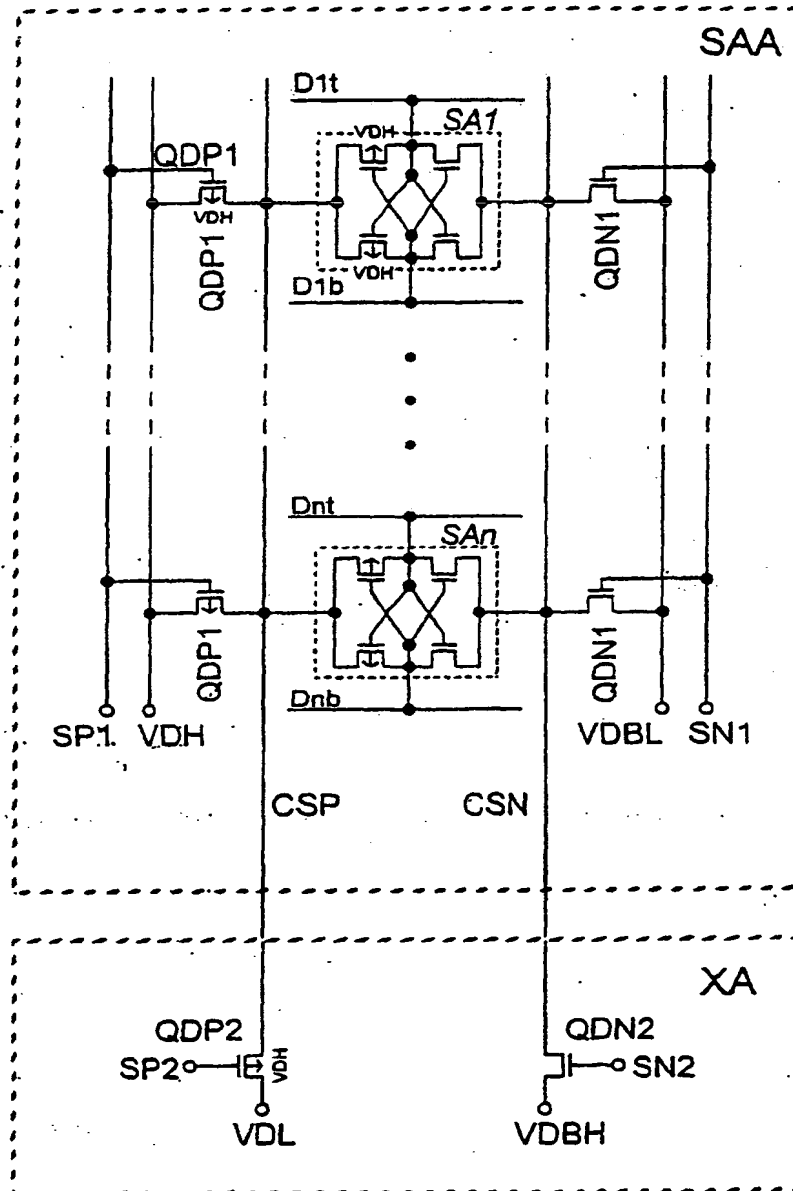 SAA
D1t
SA1
VDH
QDP1
VDH
QDP1
QDN1
VDH
D1b
Dnt
SAn
QDP1
QDN1
Dnb
SP1 VDH
VDBL SN1
CSP
CSN
XA
QDP2
QDN2
SP2
VDH
SN2
VDL
VDBH